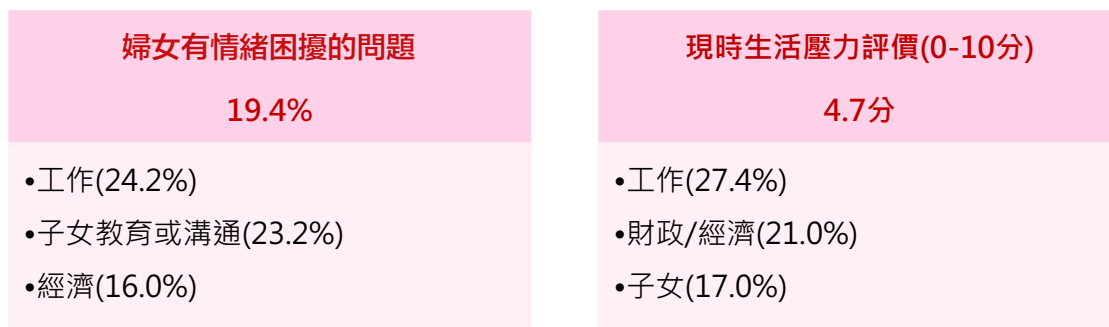 婦女有情緒困擾的問題
19.4%
•工作(24.2%)
•子女教育或溝通(23.2%)
•經濟(16.0%)
現時生活壓力評價(0-10分)
4.7分
•工作(27.4%)
•財政/經濟(21.0%)
•子女(17.0%)